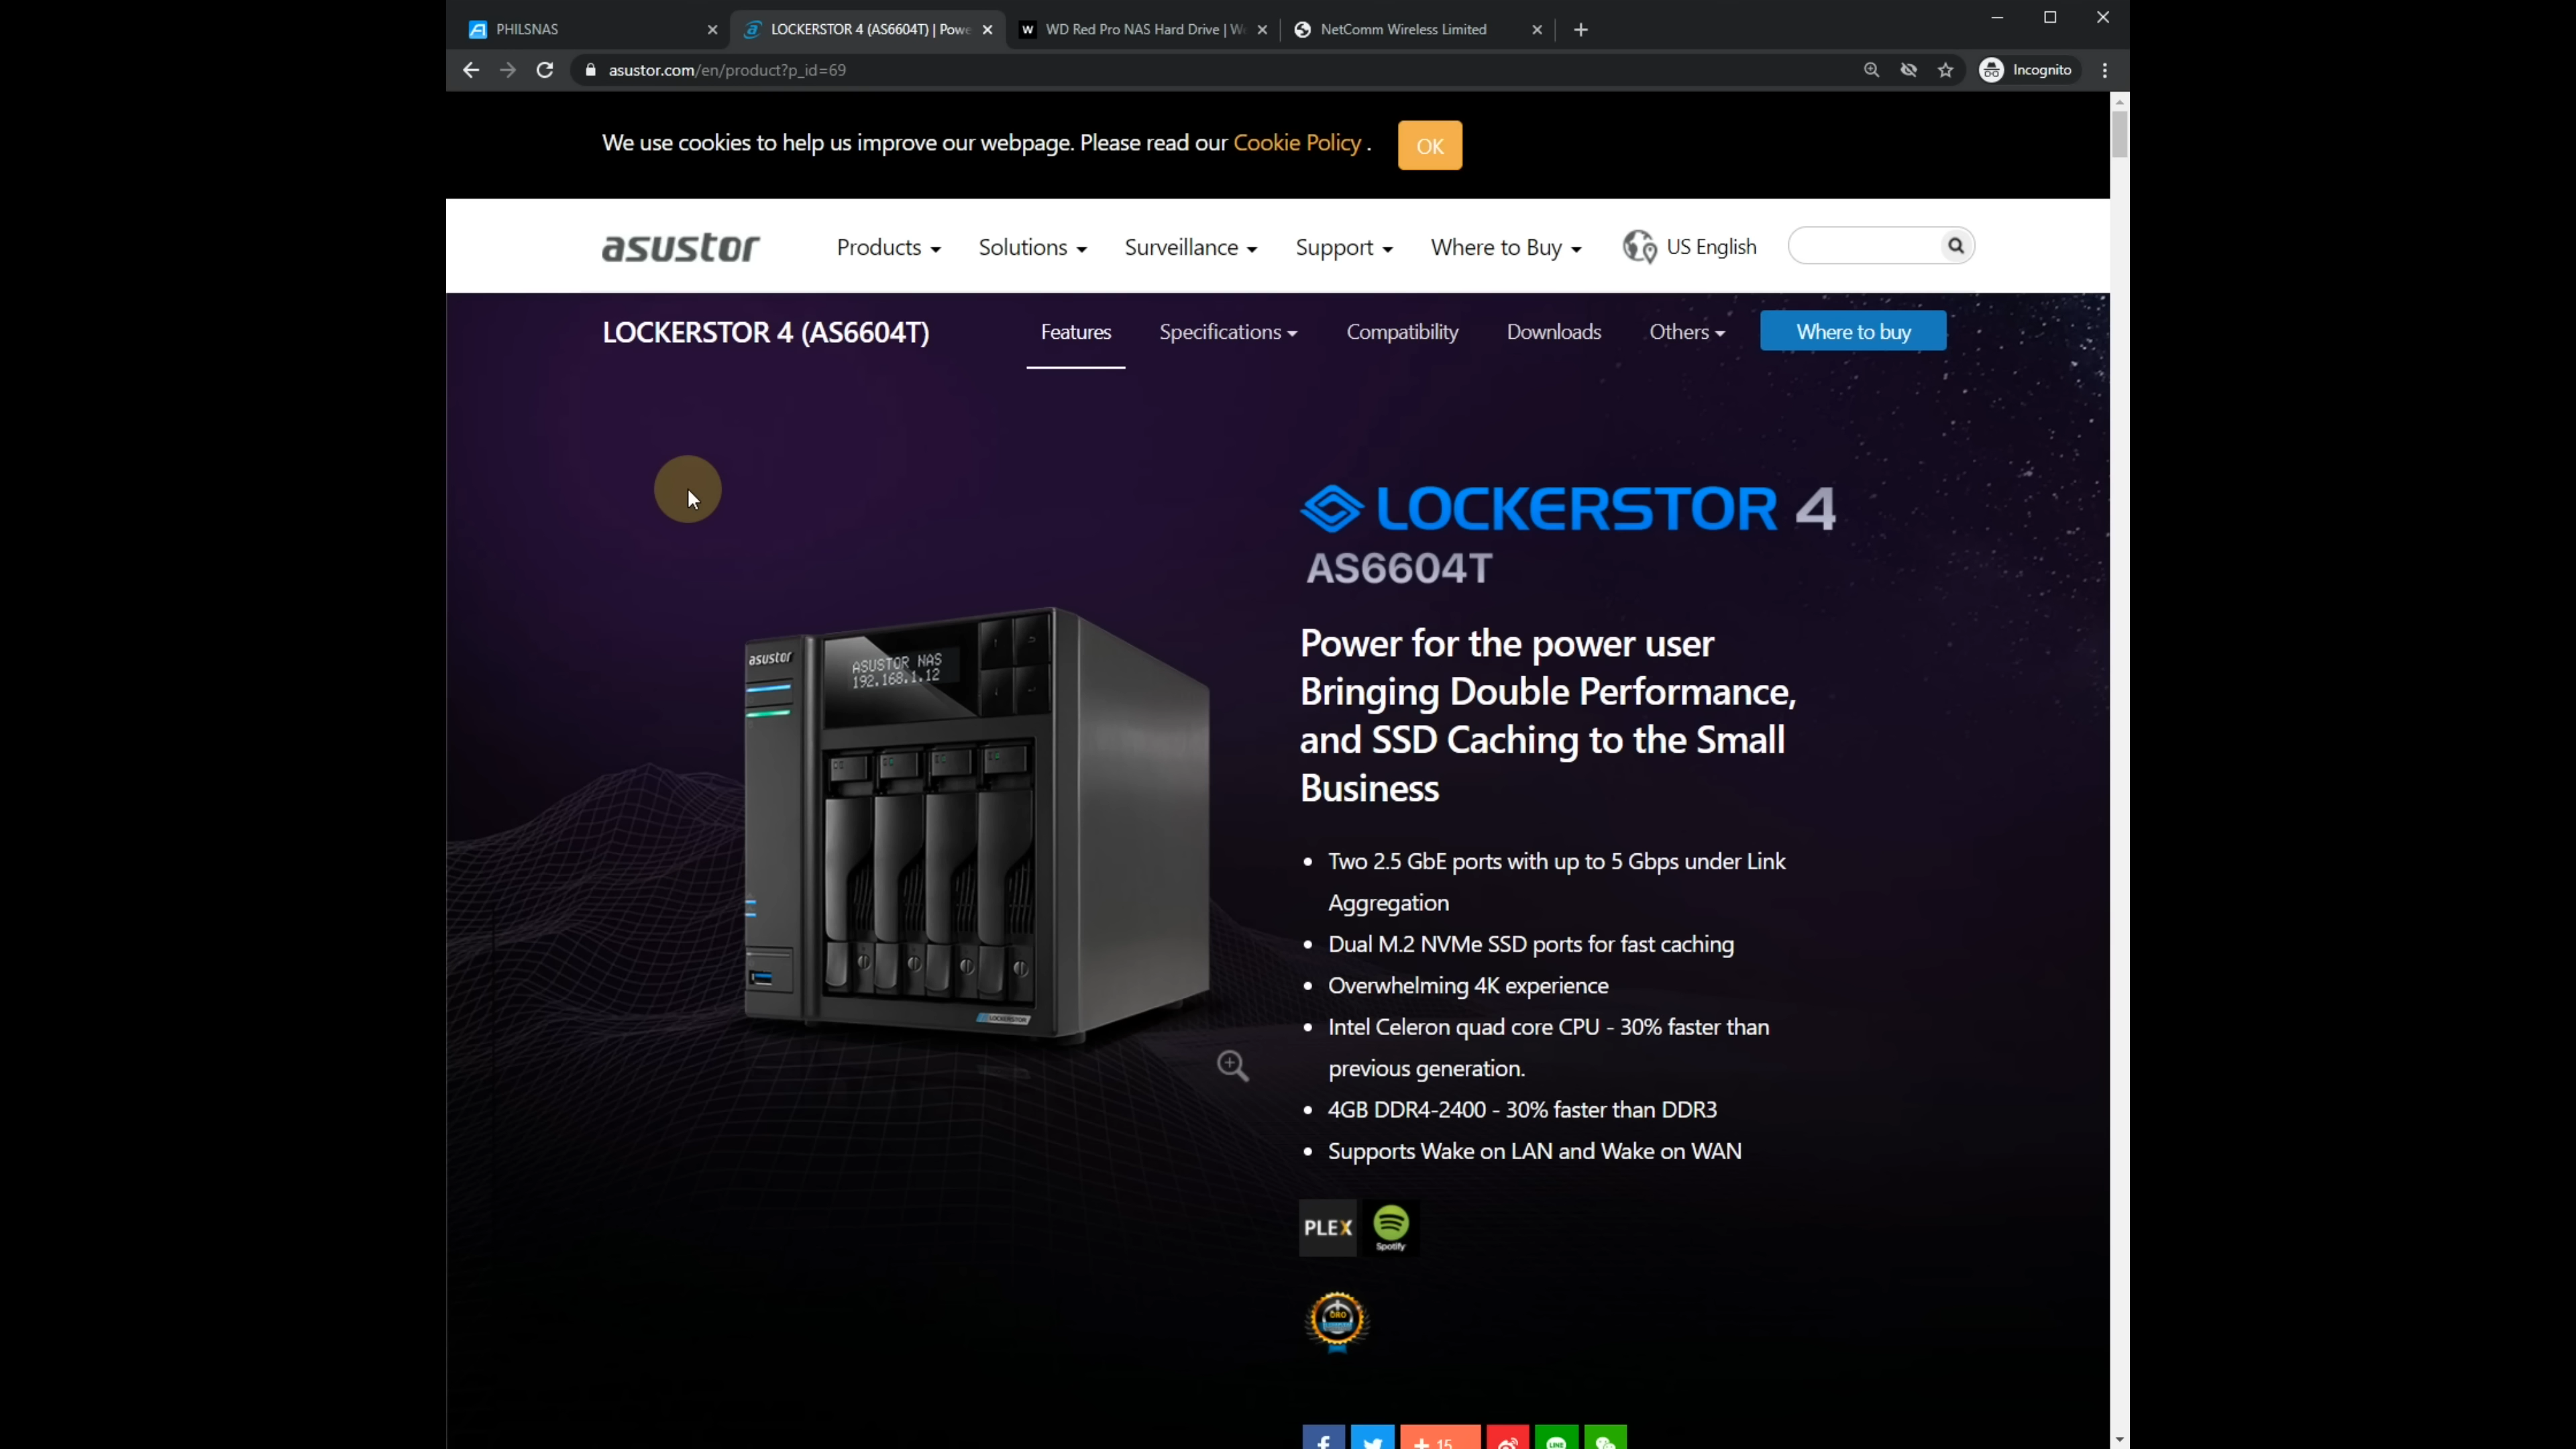 PHILSNAS
LOCKERSTOR 4 (AS6604T) | Powe
WD Red Pro NAS Hard Drive | We
NetComm Wireless Limited
asustor.com/en/product?p_id=69
Incognito
We use cookies to help us improve our webpage. Please read our Cookie Policy .
OK
asustor
Products
Solutions
Surveillance
Support
Where to Buy
US English
LOCKERSTOR 4 (AS6604T)
Features
Specifications
Compatibility
Downloads
Others
Where to buy
LOCKERSTOR 4
AS6604T
asustor
ASUSTOR NAS
192.168.1.12
LOCKERSTOR
Power for the power user
Bringing Double Performance,
and SSD Caching to the Small
Business
• Two 2.5 GbE ports with up to 5 Gbps under Link
Aggregation
• Dual M.2 NVMe SSD ports for fast caching
• Overwhelming 4K experience
• Intel Celeron quad core CPU - 30% faster than
previous generation.
• 4GB DDR4-2400 - 30% faster than DDR3
• Supports Wake on LAN and Wake on WAN
PLEX
Spotify
ORO
15
LINE